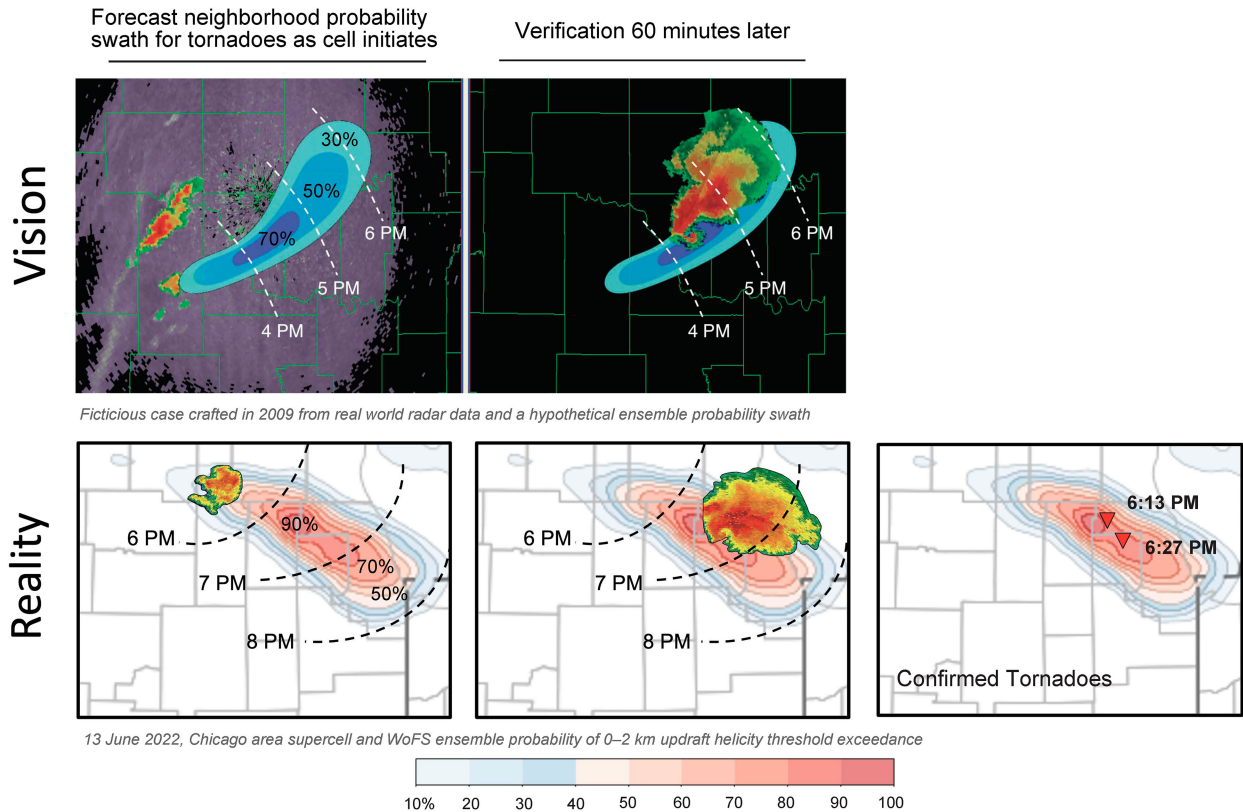 Forecast neighborhood probability
swath for tornadoes as cell initiates
Verification 60 minutes later
Vision
30%
50%
70%
6 PM
5 PM
4 PM
6 PM
5 PM
4 PM
Ficticious case crafted in 2009 from real world radar data and a hypothetical ensemble probability swath
Reality
90%
6 PM
70%
7 PM
50%
8 PM
6 PM
7 PM
8 PM
6:13 PM
6:27 PM
Confirmed Tornadoes
13 June 2022, Chicago area supercell and WoFS ensemble probability of 0–2 km updraft helicity threshold exceedance
10% 20 30 40 50 60 70 80 90 100